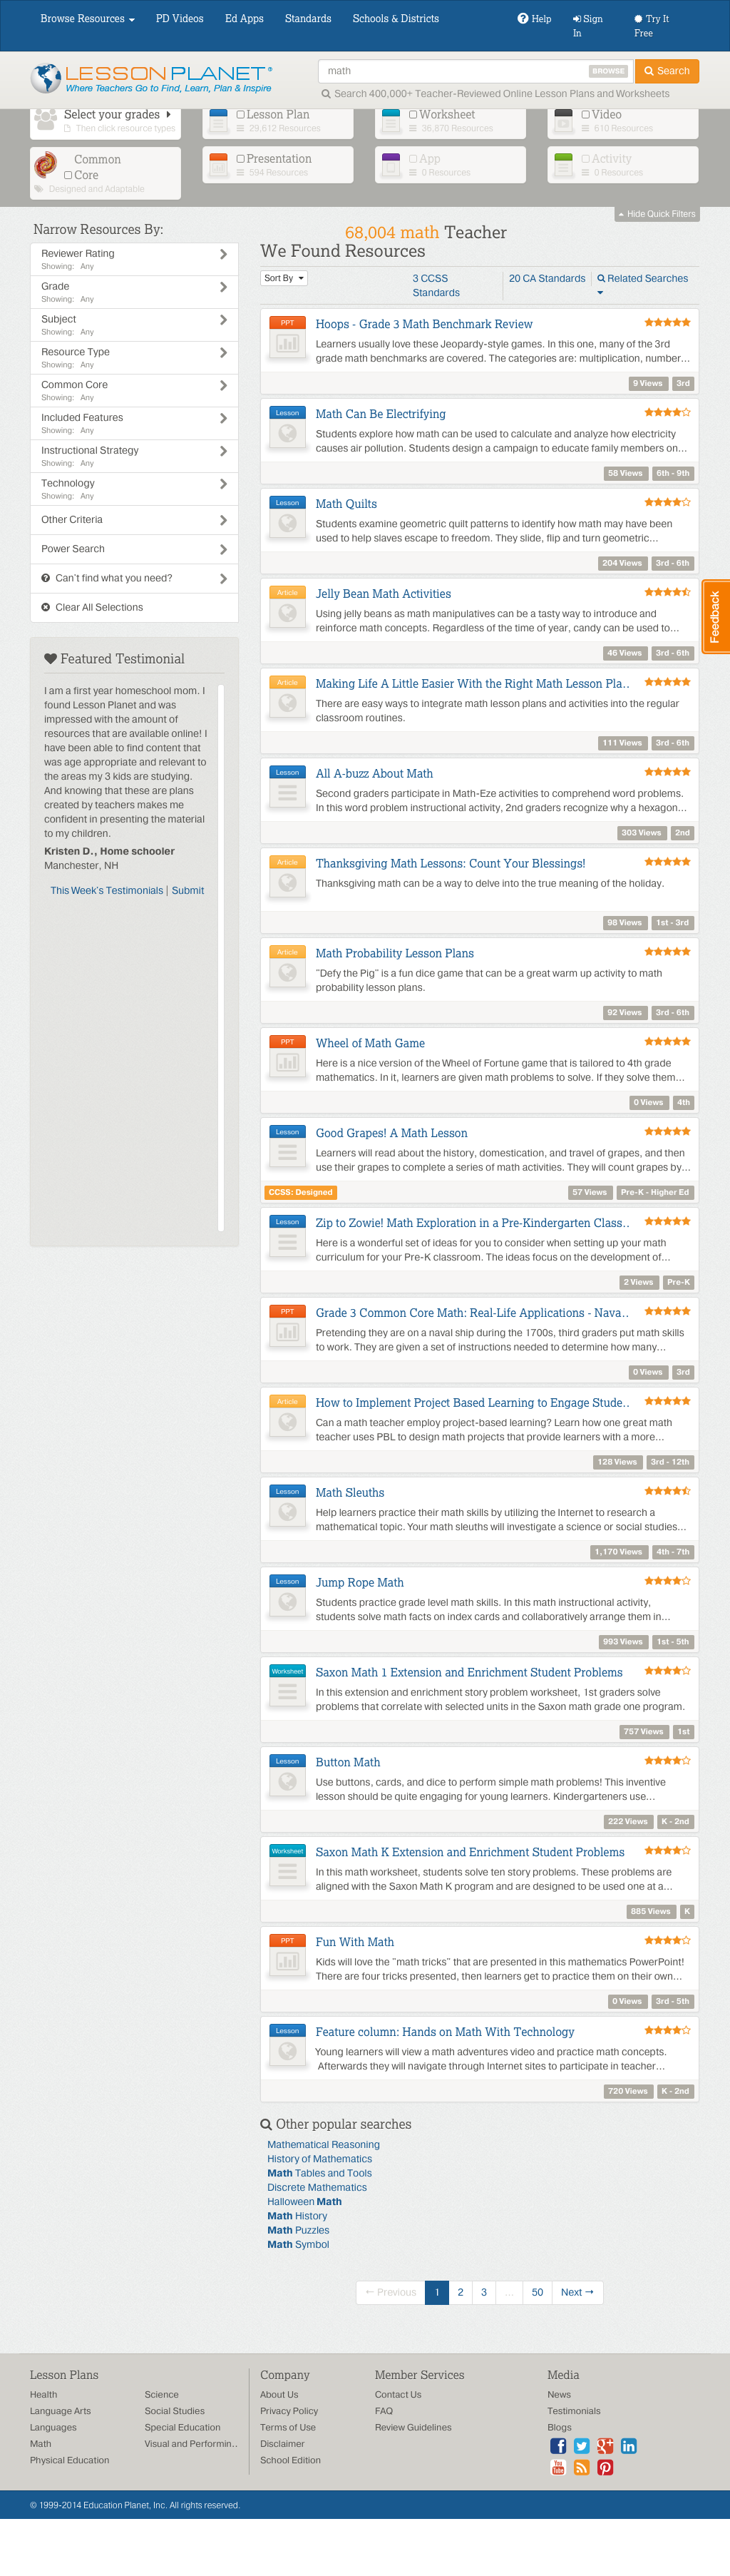 Browse Resources
PD Videos
Ed Apps
Standards
Schools & Districts
Help
Sign In
Try It Free
LESSON PLANET®
Where Teachers Go to Find, Learn, Plan & Inspire
math
BROWSE
Search
Search 400,000+ Teacher-Reviewed Online Lesson Plans and Worksheets
Select your grades
Then click resource types
Lesson Plan
29,612 Resources
Worksheet
36,870 Resources
Video
610 Resources
Common Core
Designed and Adaptable
Presentation
594 Resources
App
0 Resources
Activity
0 Resources
Hide Quick Filters
Narrow Resources By:
Reviewer Rating
Showing: Any
Grade
Showing: Any
Subject
Showing: Any
Resource Type
Showing: Any
Common Core
Showing: Any
Included Features
Showing: Any
Instructional Strategy
Showing: Any
Technology
Showing: Any
Other Criteria
Power Search
Can't find what you need?
Clear All Selections
Featured Testimonial
I am a first year homeschool mom. I
found Lesson Planet and was
impressed with the amount of
resources that are available online! I
have been able to find content that
was age appropriate and relevant to
the areas my 3 kids are studying.
And knowing that these are plans
created by teachers makes me
confident in presenting the material
to my children.
Kristen D., Home schooler
Manchester, NH
This Week's Testimonials | Submit
68,004 math Teacher
We Found Resources
Sort By
3 CCSS Standards
20 CA Standards
Related Searches
PPT
Hoops - Grade 3 Math Benchmark Review
Learners usually love these Jeopardy-style games. In this one, many of the 3rd
grade math benchmarks are covered. The categories are: multiplication, number...
9 Views
3rd
Lesson
Math Can Be Electrifying
Students explore how math can be used to calculate and analyze how electricity
causes air pollution. Students design a campaign to educate family members on...
58 Views
6th - 9th
Lesson
Math Quilts
Students examine geometric quilt patterns to identify how math may have been
used to help slaves escape to freedom. They slide, flip and turn geometric...
204 Views
3rd - 6th
Article
Jelly Bean Math Activities
Using jelly beans as math manipulatives can be a tasty way to introduce and
reinforce math concepts. Regardless of the time of year, candy can be used to...
46 Views
3rd - 6th
Feedback
Article
Making Life A Little Easier With the Right Math Lesson Pla..
There are easy ways to integrate math lesson plans and activities into the regular
classroom routines.
111 Views
3rd - 6th
Lesson
All A-buzz About Math
Second graders participate in Math-Eze activities to comprehend word problems.
In this word problem instructional activity, 2nd graders recognize why a hexagon...
303 Views
2nd
Article
Thanksgiving Math Lessons: Count Your Blessings!
Thanksgiving math can be a way to delve into the true meaning of the holiday.
98 Views
1st - 3rd
Article
Math Probability Lesson Plans
"Defy the Pig" is a fun dice game that can be a great warm up activity to math
probability lesson plans.
92 Views
3rd - 6th
PPT
Wheel of Math Game
Here is a nice version of the Wheel of Fortune game that is tailored to 4th grade
mathematics. In it, learners are given math problems to solve. If they solve them...
0 Views
4th
Lesson
Good Grapes! A Math Lesson
Learners will read about the history, domestication, and travel of grapes, and then
use their grapes to complete a series of math activities. They will count grapes by...
CCSS: Designed
57 Views
Pre-K - Higher Ed
Lesson
Zip to Zowie! Math Exploration in a Pre-Kindergarten Class..
Here is a wonderful set of ideas for you to consider when setting up your math
curriculum for your Pre-K classroom. The ideas focus on the development of...
2 Views
Pre-K
PPT
Grade 3 Common Core Math: Real-Life Applications - Nava..
Pretending they are on a naval ship during the 1700s, third graders put math skills
to work. They are given a set of instructions needed to determine how many...
0 Views
3rd
Article
How to Implement Project Based Learning to Engage Stude..
Can a math teacher employ project-based learning? Learn how one great math
teacher uses PBL to design math projects that provide learners with a more...
128 Views
3rd - 12th
Lesson
Math Sleuths
Help learners practice their math skills by utilizing the Internet to research a
mathematical topic. Your math sleuths will investigate a science or social studies...
1,170 Views
4th - 7th
Lesson
Jump Rope Math
Students practice grade level math skills. In this math instructional activity,
students solve math facts on index cards and collaboratively arrange them in...
993 Views
1st - 5th
Worksheet
Saxon Math 1 Extension and Enrichment Student Problems
In this extension and enrichment story problem worksheet, 1st graders solve
problems that correlate with selected units in the Saxon math grade one program.
757 Views
1st
Lesson
Button Math
Use buttons, cards, and dice to perform simple math problems! This inventive
lesson should be quite engaging for young learners. Kindergarteners use...
222 Views
K - 2nd
Worksheet
Saxon Math K Extension and Enrichment Student Problems
In this math worksheet, students solve ten story problems. These problems are
aligned with the Saxon Math K program and are designed to be used one at a...
885 Views
K
PPT
Fun With Math
Kids will love the "math tricks" that are presented in this mathematics PowerPoint!
There are four tricks presented, then learners get to practice them on their own...
0 Views
3rd - 5th
Lesson
Feature column: Hands on Math With Technology
Young learners will view a math adventures video and practice math concepts.
Afterwards they will navigate through Internet sites to participate in teacher...
720 Views
K - 2nd
Other popular searches
Mathematical Reasoning
History of Mathematics
Math Tables and Tools
Discrete Mathematics
Halloween Math
Math History
Math Puzzles
Math Symbol
← Previous
1
2
3
...
50
Next →
Lesson Plans
Health
Language Arts
Languages
Math
Physical Education
Science
Social Studies
Special Education
Visual and Performin..
Company
About Us
Privacy Policy
Terms of Use
Disclaimer
School Edition
Member Services
Contact Us
FAQ
Review Guidelines
Media
News
Testimonials
Blogs
© 1999-2014 Education Planet, Inc. All rights reserved.